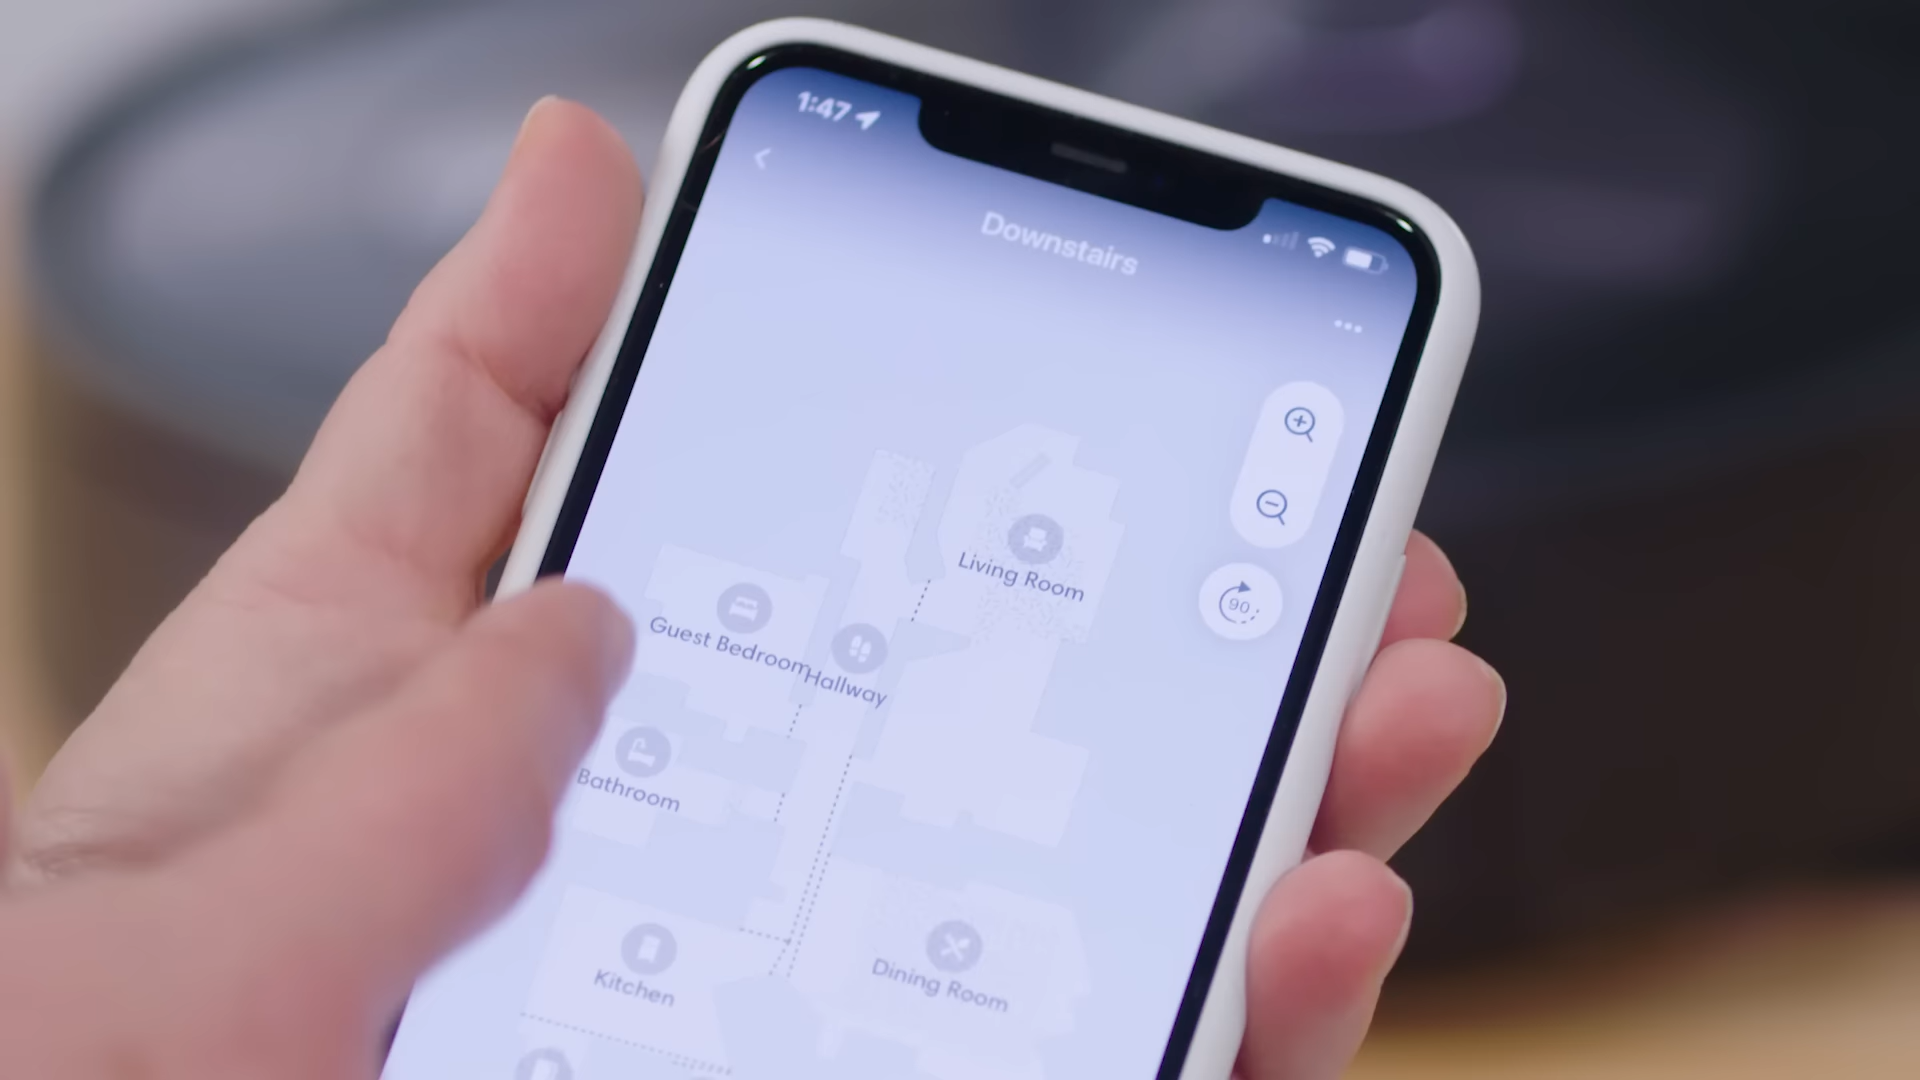 1:47
Downstairs
Living Room
90
Guest Bedroom
Hallway
Bathroom
Kitchen
Dining Room